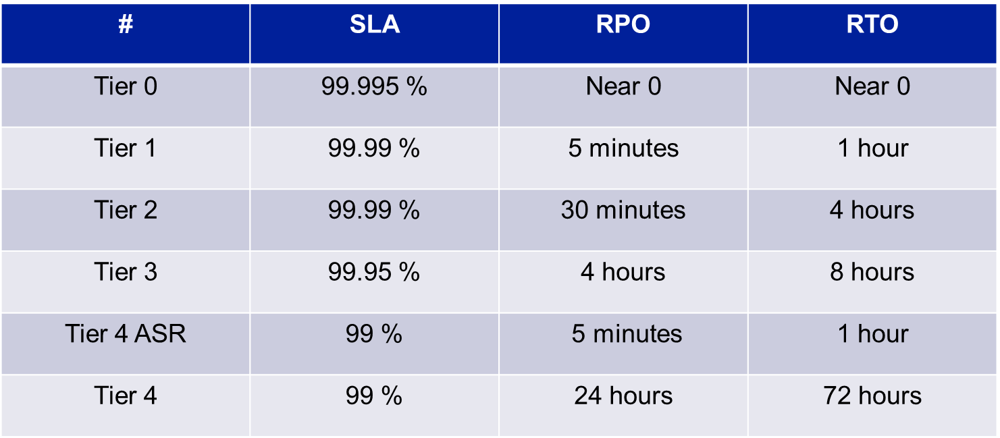 # SLA RPO RTO
Tier 0 99.995 % Near 0 Near 0
Tier 1 99.99 % 5 minutes 1 hour
Tier 2 99.99 % 30 minutes 4 hours
Tier 3 99.95 % 4 hours 8 hours
Tier 4 ASR 99 % 5 minutes 1 hour
Tier 4 99 % 24 hours 72 hours